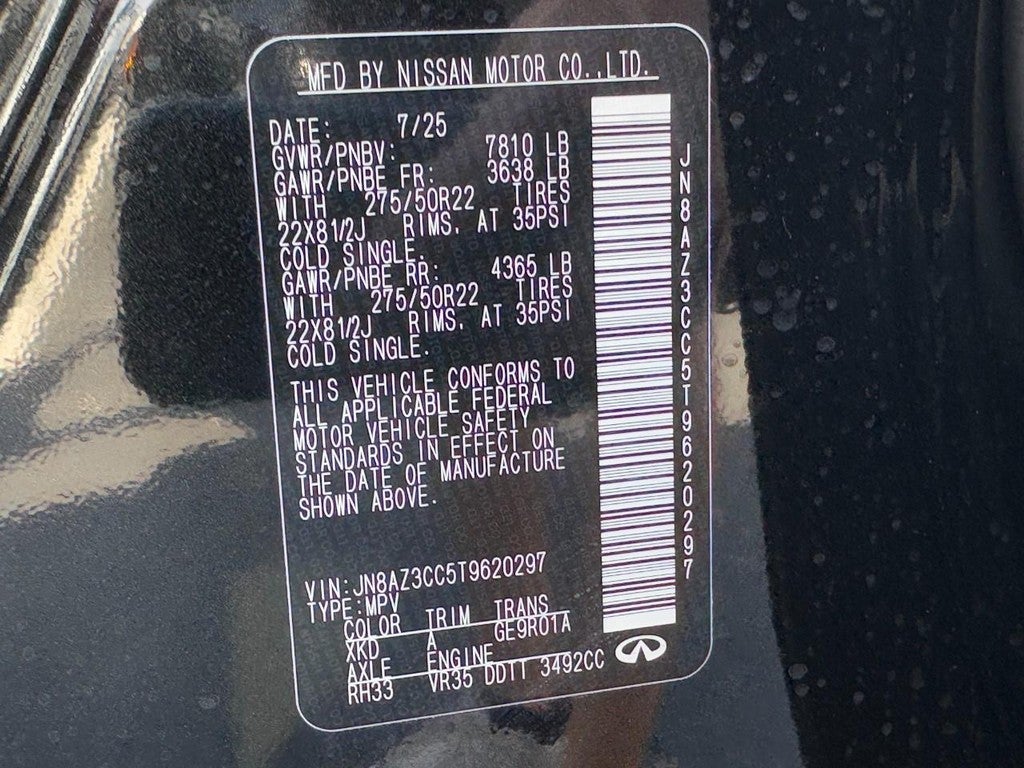 MFD BY NISSAN MOTOR CO.,LTD.
DATE: 7/25
GVWR/PNBV: 7810 LB
GAWR/PNBE FR: 3638 LB
WITH 275/50R22 TIRES
22X81/2J RIMS, AT 35PSI
COLD SINGLE.
GAWR/PNBE RR: 4365 LB
WITH 275/50R22 TIRES
22X81/2J RIMS, AT 35PSI
COLD SINGLE.
THIS VEHICLE CONFORMS TO
ALL APPLICABLE FEDERAL
MOTOR VEHICLE SAFETY
STANDARDS IN EFFECT ON
THE DATE OF MANUFACTURE
SHOWN ABOVE.
VIN:JN8AZ3CC5T9620297
TYPE:MPV
COLOR TRIM TRANS
XKD A GE9R01A
AXLE ENGINE
RH33 VR35 DDTT 3492CC
JN8AZ3CC5T9620297